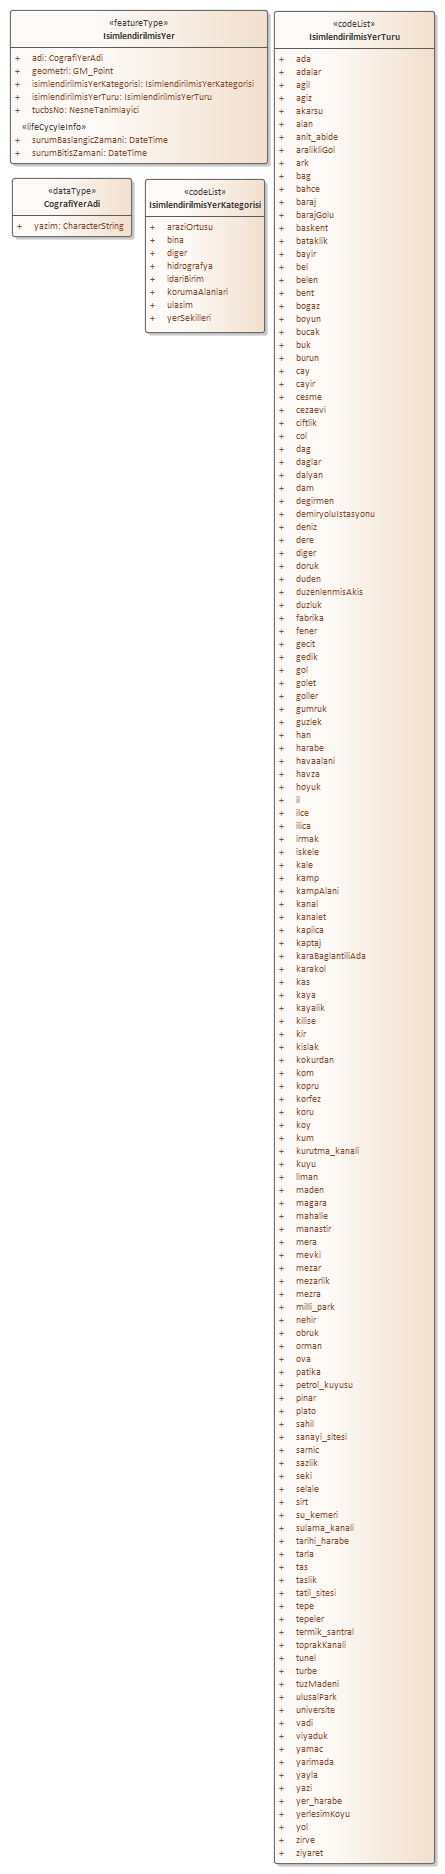 «featureType»
IsimlendirilmisYer
+ adi: CografiYerAdi
+ geometri: GM_Point
+ isimlendirilmisYerKategorisi: IsimlendirilmisYerKategorisi
+ isimlendirilmisYerTuru: IsimlendirilmisYerTuru
+ tucbsNo: NesneTanimlayici
«lifeCycyleInfo»
+ surumBaslangicZamani: DateTime
+ surumBitisZamani: DateTime
«dataType»
CografiYerAdi
+ yazim: CharacterString
«codeList»
IsimlendirilmisYerKategorisi
+ araziOrtusu
+ bina
+ diger
+ hidrografya
+ idariBirim
+ korumaAlanlari
+ ulasim
+ yerSekilleri
«codeList»
IsimlendirilmisYerTuru
+ ada
+ adalar
+ agil
+ agiz
+ akarsu
+ alan
+ anit_abide
+ aralikliGol
+ ark
+ bag
+ bahce
+ baraj
+ barajGolu
+ baskent
+ bataklik
+ bayir
+ bel
+ belen
+ bent
+ bogaz
+ boyun
+ bucak
+ buk
+ burun
+ cay
+ cayir
+ cesme
+ cezaevi
+ ciftlik
+ col
+ dag
+ daglar
+ dalyan
+ dam
+ degirmen
+ demiryoluIstasyonu
+ deniz
+ dere
+ diger
+ doruk
+ duden
+ duzenlenmisAkis
+ duzluk
+ fabrika
+ fener
+ gecit
+ gedik
+ gol
+ golet
+ goller
+ gumruk
+ guzlek
+ han
+ harabe
+ havaalani
+ havza
+ hoyuk
+ il
+ ilce
+ ilica
+ irmak
+ iskele
+ kale
+ kamp
+ kampAlani
+ kanal
+ kanalet
+ kaplica
+ kaptaj
+ karaBaglantiliAda
+ karakol
+ kas
+ kaya
+ kayalik
+ kilise
+ kir
+ kislak
+ kokurdan
+ kom
+ kopru
+ korfez
+ koru
+ koy
+ kum
+ kurutma_kanali
+ kuyu
+ liman
+ maden
+ magara
+ mahalle
+ manastir
+ mera
+ mevki
+ mezar
+ mezarlik
+ mezra
+ milli_park
+ nehir
+ obruk
+ orman
+ ova
+ patika
+ petrol_kuyusu
+ pinar
+ plato
+ sahil
+ sanayi_sitesi
+ sarnic
+ sazlik
+ seki
+ selale
+ sirt
+ su_kemeri
+ sulama_kanali
+ tarihi_harabe
+ tarla
+ tas
+ taslik
+ tatil_sitesi
+ tepe
+ tepeler
+ termik_santral
+ toprakKanali
+ tunel
+ turbe
+ tuzMadeni
+ ulusalPark
+ universite
+ vadi
+ viyaduk
+ yamac
+ yarimada
+ yayla
+ yazi
+ yer_harabe
+ yerlesimKoyu
+ yol
+ zirve
+ ziyaret